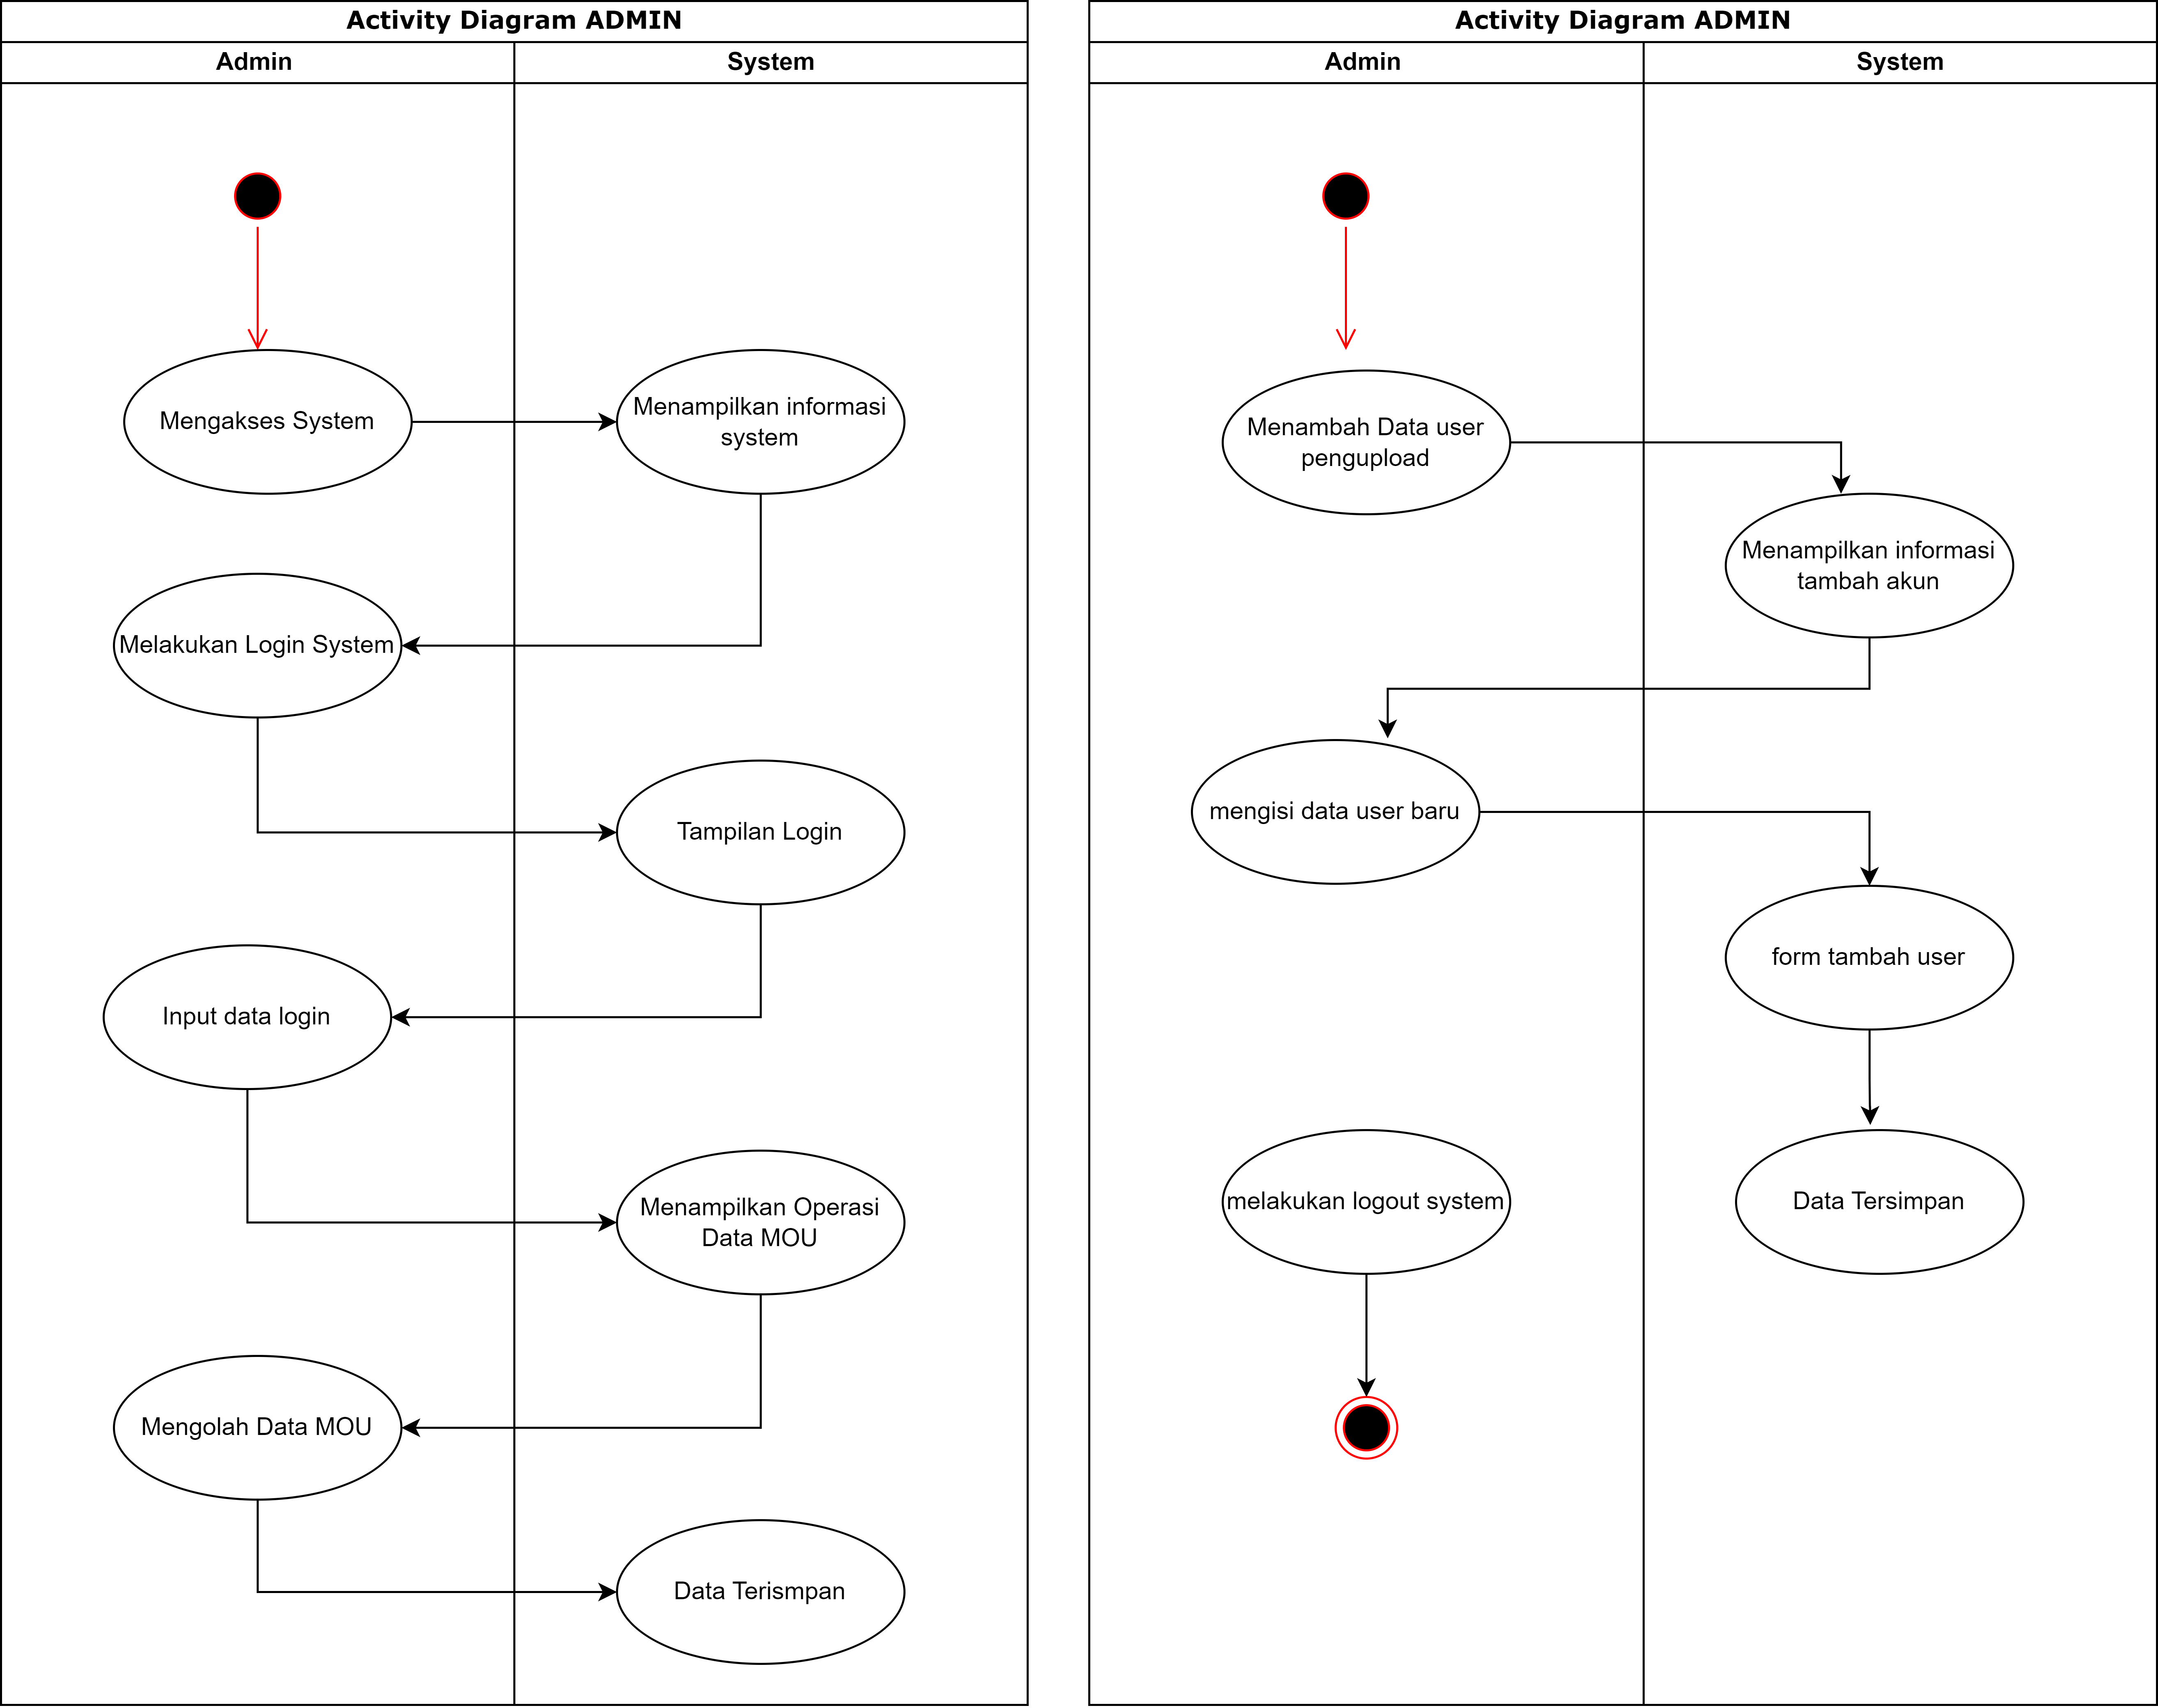 Activity Diagram ADMIN
Admin
System
Mengakses System
Menampilkan informasi
system
Melakukan Login System
Tampilan Login
Input data login
Menampilkan Operasi
Data MOU
Mengolah Data MOU
Data Terismpan
Activity Diagram ADMIN
Admin
System
Menambah Data user
pengupload
Menampilkan informasi
tambah akun
mengisi data user baru
form tambah user
melakukan logout system
Data Tersimpan